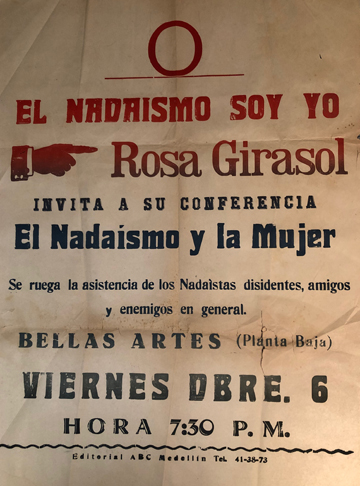 O
EL NADAISMO SOY YO
Rosa Girasol
INVITA A SU CONFERENCIA
El Nadaísmo y la Mujer
Se ruega la asistencia de los Nadaístas disidentes, amigos
y enemigos en general.
BELLAS ARTES (Planta Baja)
VIERNES DBRE. 6
HORA 7:30 P. M.
Editorial ABC Medellín Tel. 41-38-73